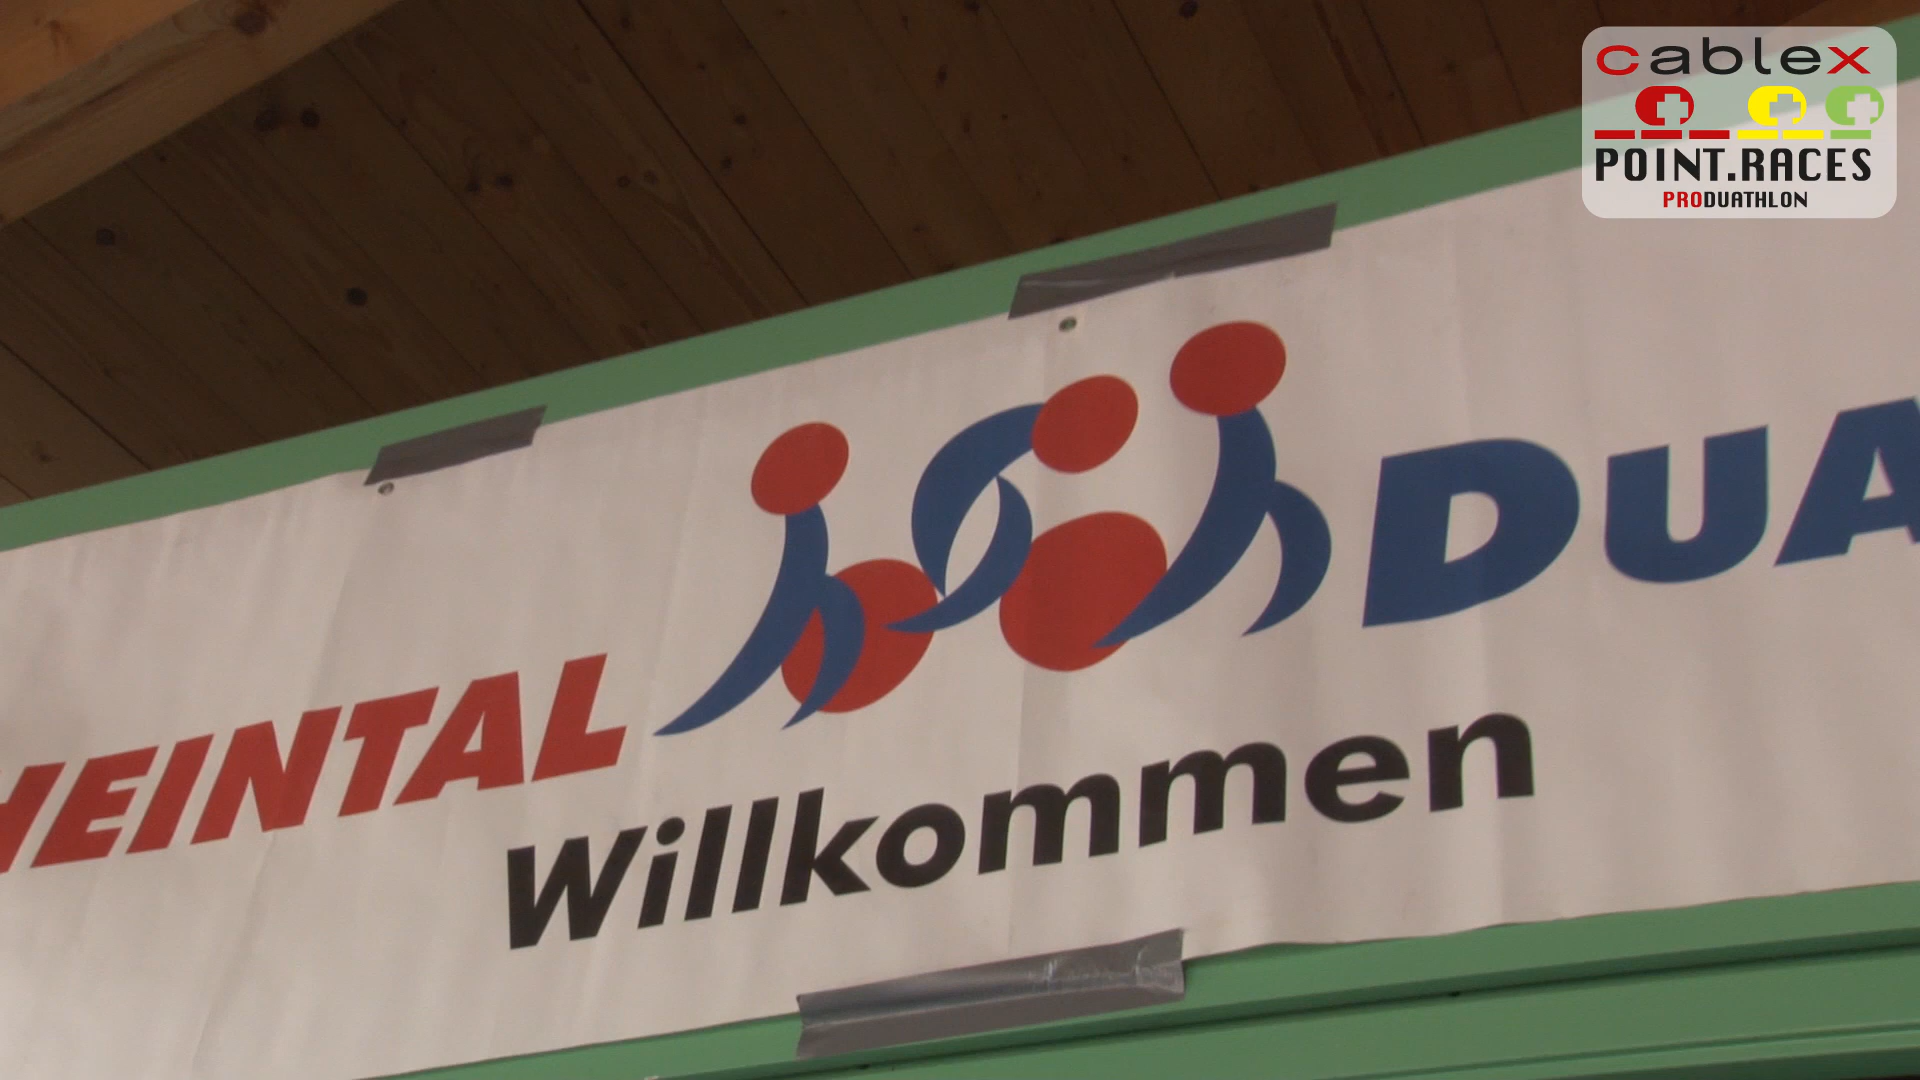 cablex
POINT.RACES
PRODUATHLON
HEINTAL DUA
Willkommen